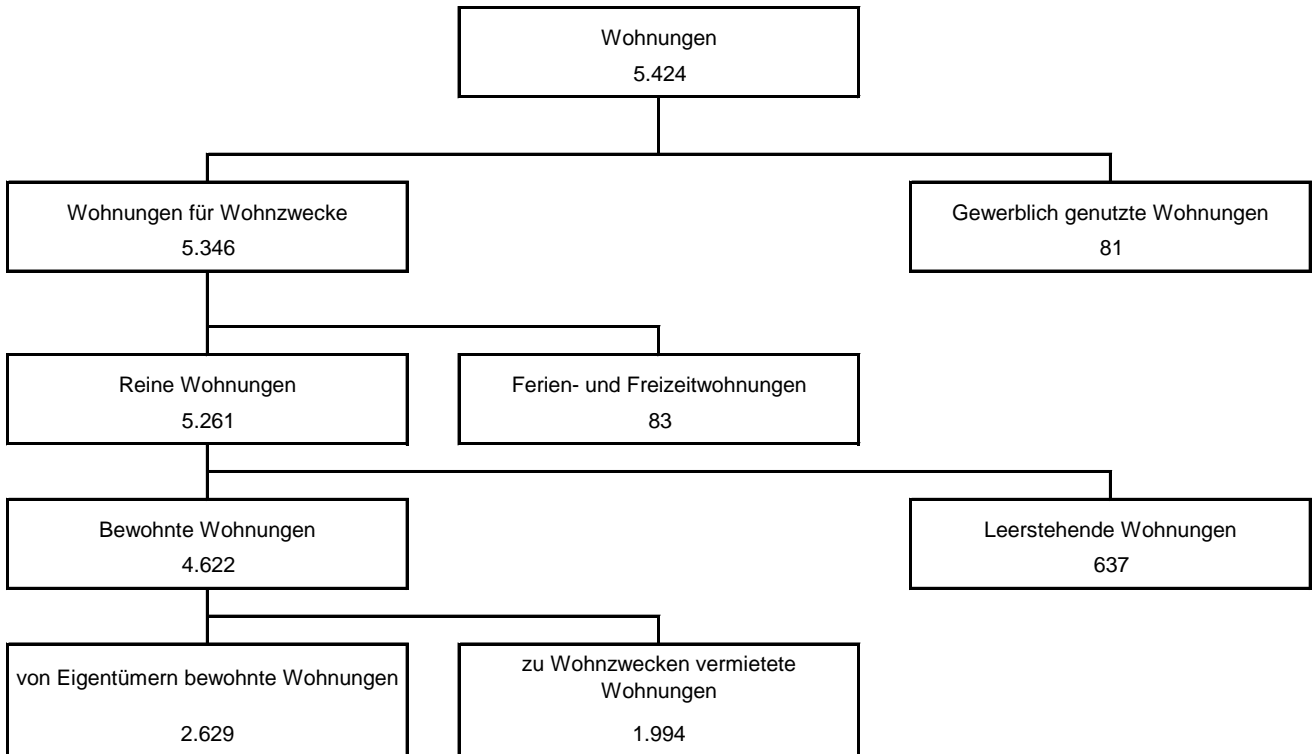 Wohnungen
5.424
Wohnungen für Wohnzwecke
5.346
Gewerblich genutzte Wohnungen
81
Reine Wohnungen
5.261
Ferien- und Freizeitwohnungen
83
Bewohnte Wohnungen
4.622
Leerstehende Wohnungen
637
von Eigentümern bewohnte Wohnungen
2.629
zu Wohnzwecken vermietete
Wohnungen
1.994